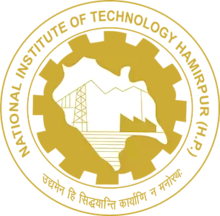 NATIONAL INSTITUTE OF TECHNOLOGY HAMIRPUR (H.P.)
उद्यमेन हि सिद्ध्यन्ति कार्याणि न मनोरथः